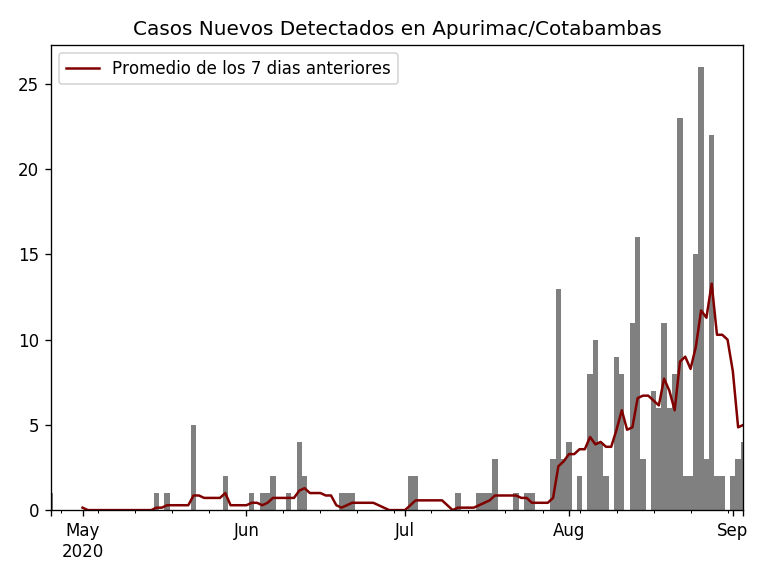 Casos Nuevos Detectados en Apurimac/Cotabambas
Promedio de los 7 dias anteriores
25
20
15
10
5
0
May Jun Jul Aug Sep
2020